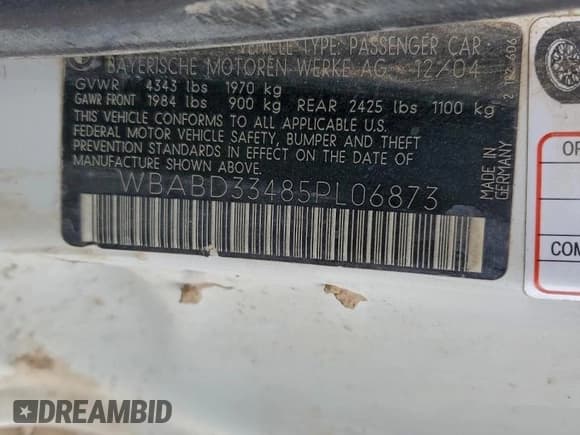 VEHICLE TYPE: PASSENGER CAR
BAYERISCHE MOTOREN WERKE AG 12/04
GVWR 4343 lbs 1970 kg
GAWR FRONT 1984 lbs 900 kg REAR 2425 lbs 1100 kg
THIS VEHICLE CONFORMS TO ALL APPLICABLE U.S.
FEDERAL MOTOR VEHICLE SAFETY, BUMPER AND THEFT
PREVENTION STANDARDS IN EFFECT ON THE DATE OF
MANUFACTURE SHOWN ABOVE.
WBABD33485PL06873
MADE IN
GERMANY
OP
COM
DREAMBID